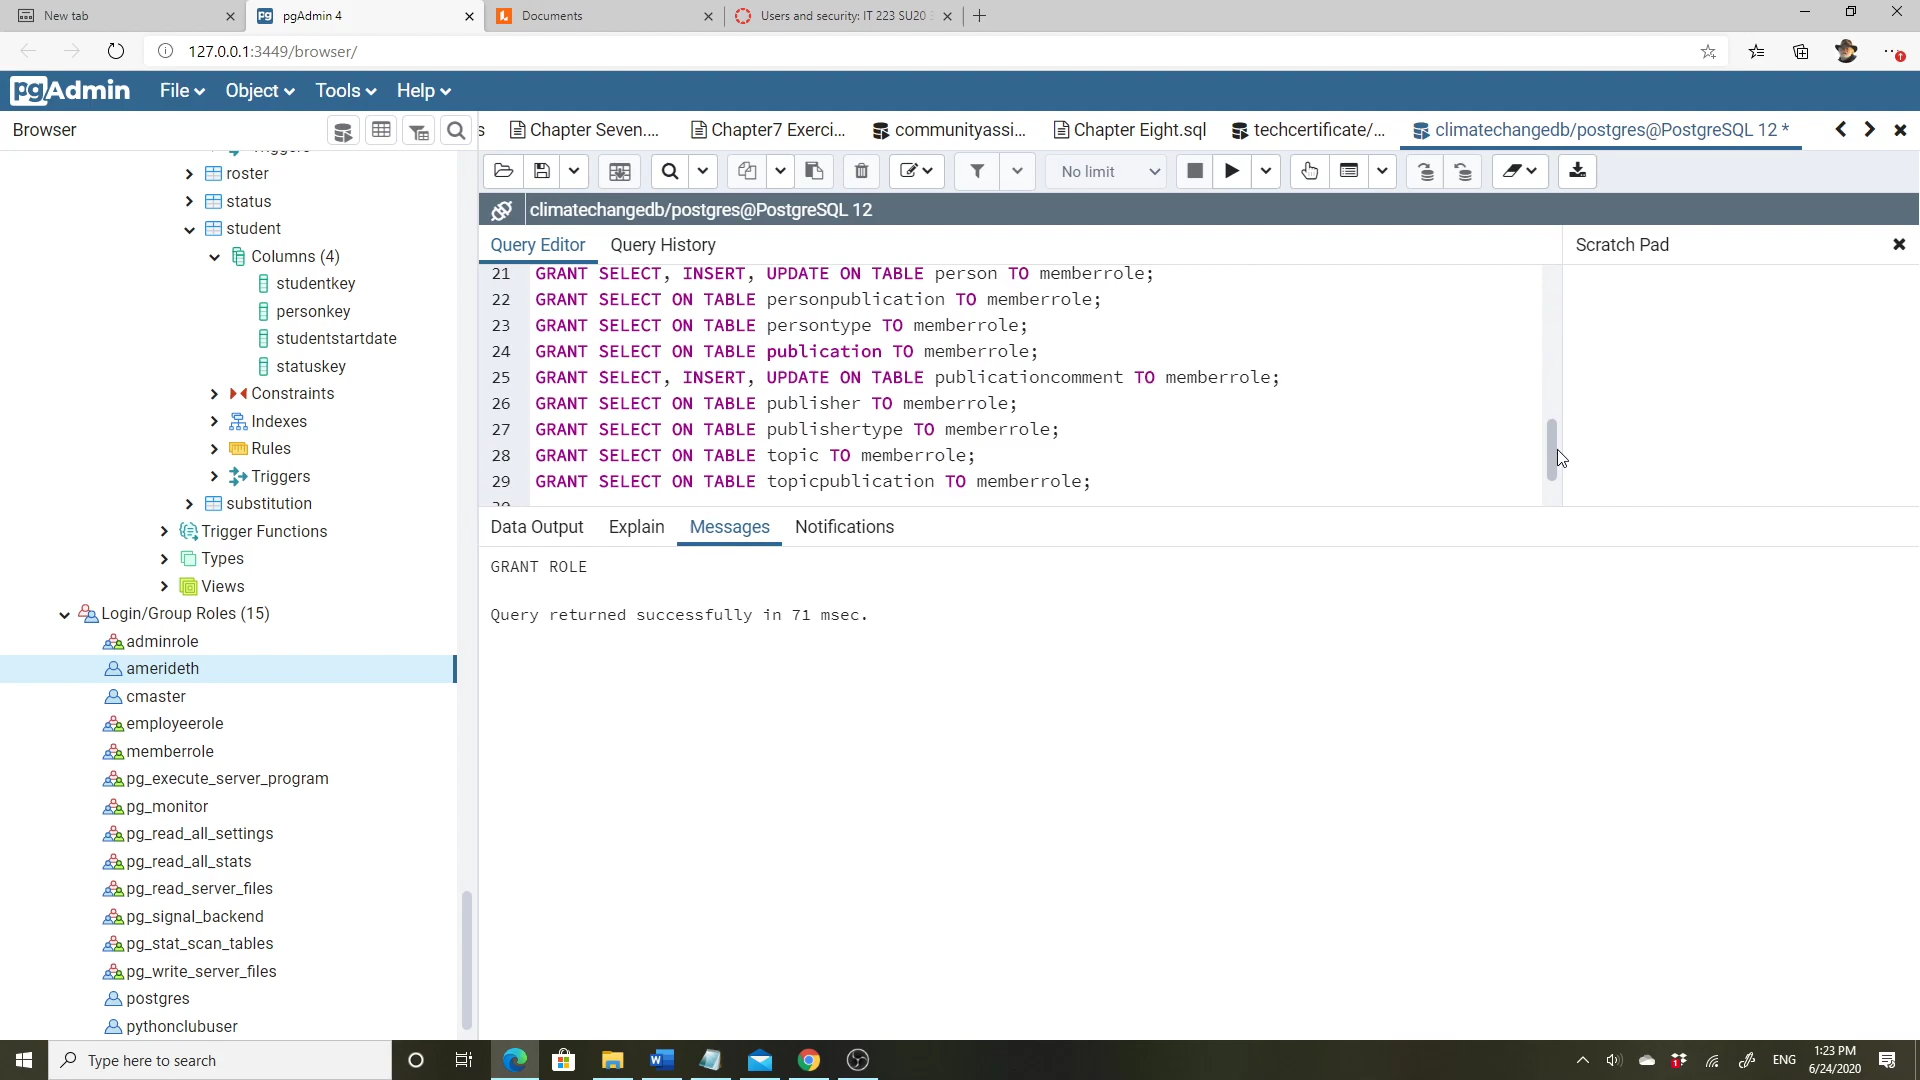 New tab
pgAdmin 4
Documents
Users and security: IT 223 SU20
127.0.0.1:3449/browser/
pgAdmin
File
Object
Tools
Help
Browser
s
Chapter Seven....
Chapter7 Exerci...
communityassi...
Chapter Eight.sql
techcertificate/...
climatechangedb/postgres@PostgreSQL 12 *
No limit
climatechangedb/postgres@PostgreSQL 12
Query Editor
Query History
Scratch Pad
21 GRANT SELECT, INSERT, UPDATE ON TABLE person TO memberrole;
22 GRANT SELECT ON TABLE personpublication TO memberrole;
23 GRANT SELECT ON TABLE persontype TO memberrole;
24 GRANT SELECT ON TABLE publication TO memberrole;
25 GRANT SELECT, INSERT, UPDATE ON TABLE publicationcomment TO memberrole;
26 GRANT SELECT ON TABLE publisher TO memberrole;
27 GRANT SELECT ON TABLE publishertype TO memberrole;
28 GRANT SELECT ON TABLE topic TO memberrole;
29 GRANT SELECT ON TABLE topicpublication TO memberrole;
Data Output
Explain
Messages
Notifications
GRANT ROLE
Query returned successfully in 71 msec.
roster
status
student
Columns (4)
studentkey
personkey
studentstartdate
statuskey
Constraints
Indexes
Rules
Triggers
substitution
Trigger Functions
Types
Views
Login/Group Roles (15)
adminrole
amerideth
cmaster
employeerole
memberrole
pg_execute_server_program
pg_monitor
pg_read_all_settings
pg_read_all_stats
pg_read_server_files
pg_signal_backend
pg_stat_scan_tables
pg_write_server_files
postgres
pythonclubuser
Type here to search
ENG
1:23 PM
6/24/2020